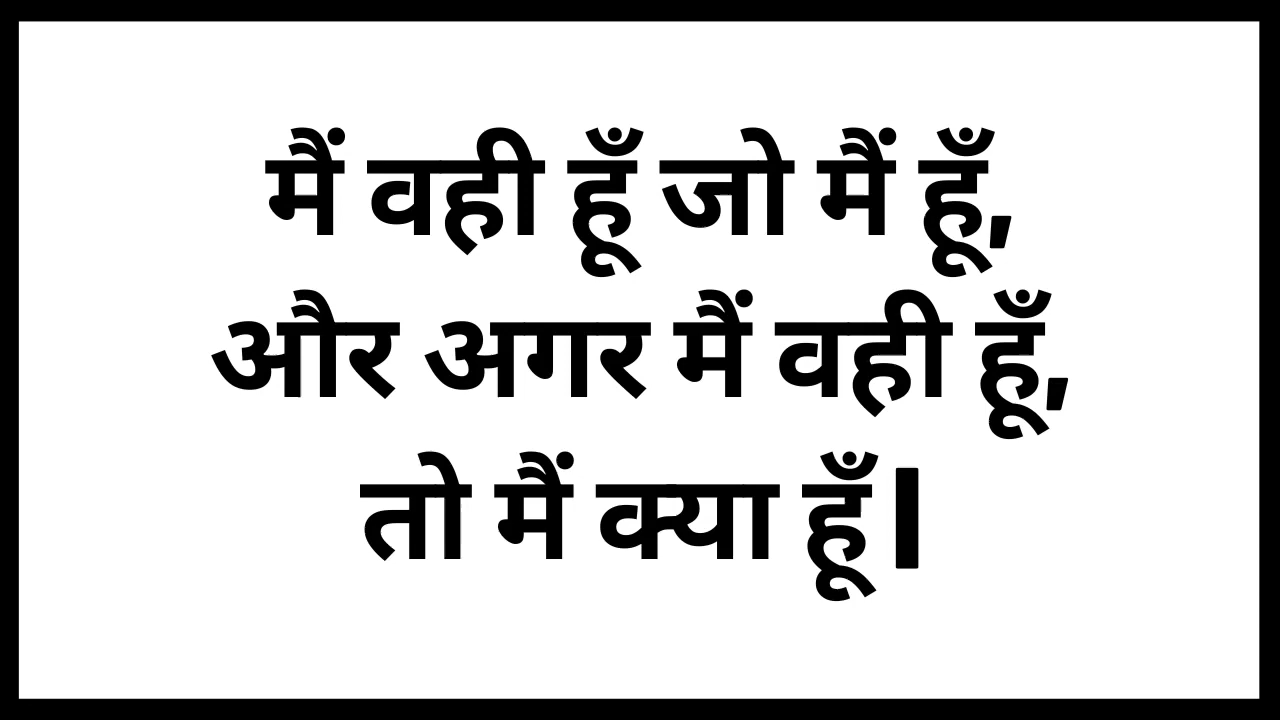 मैं वही हूँ जो मैं हूँ,
और अगर मैं वही हूँ,
तो मैं क्या हूँ।